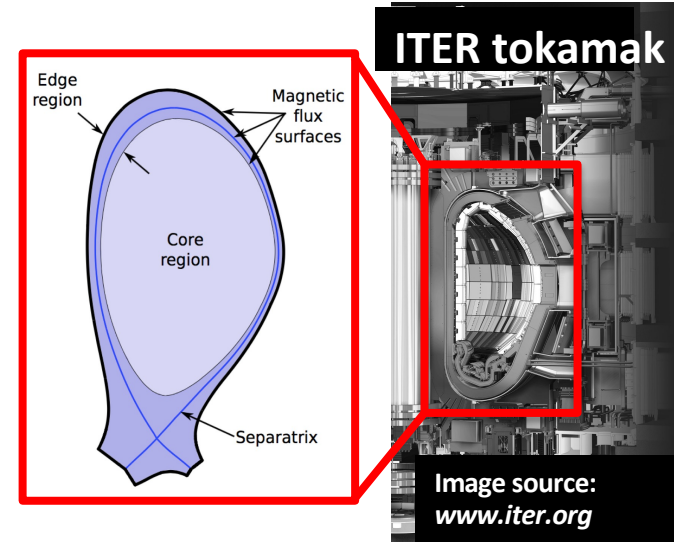 ITER tokamak
Edge
region
Magnetic
flux
surfaces
Core
region
Separatrix
Image source:
www.iter.org